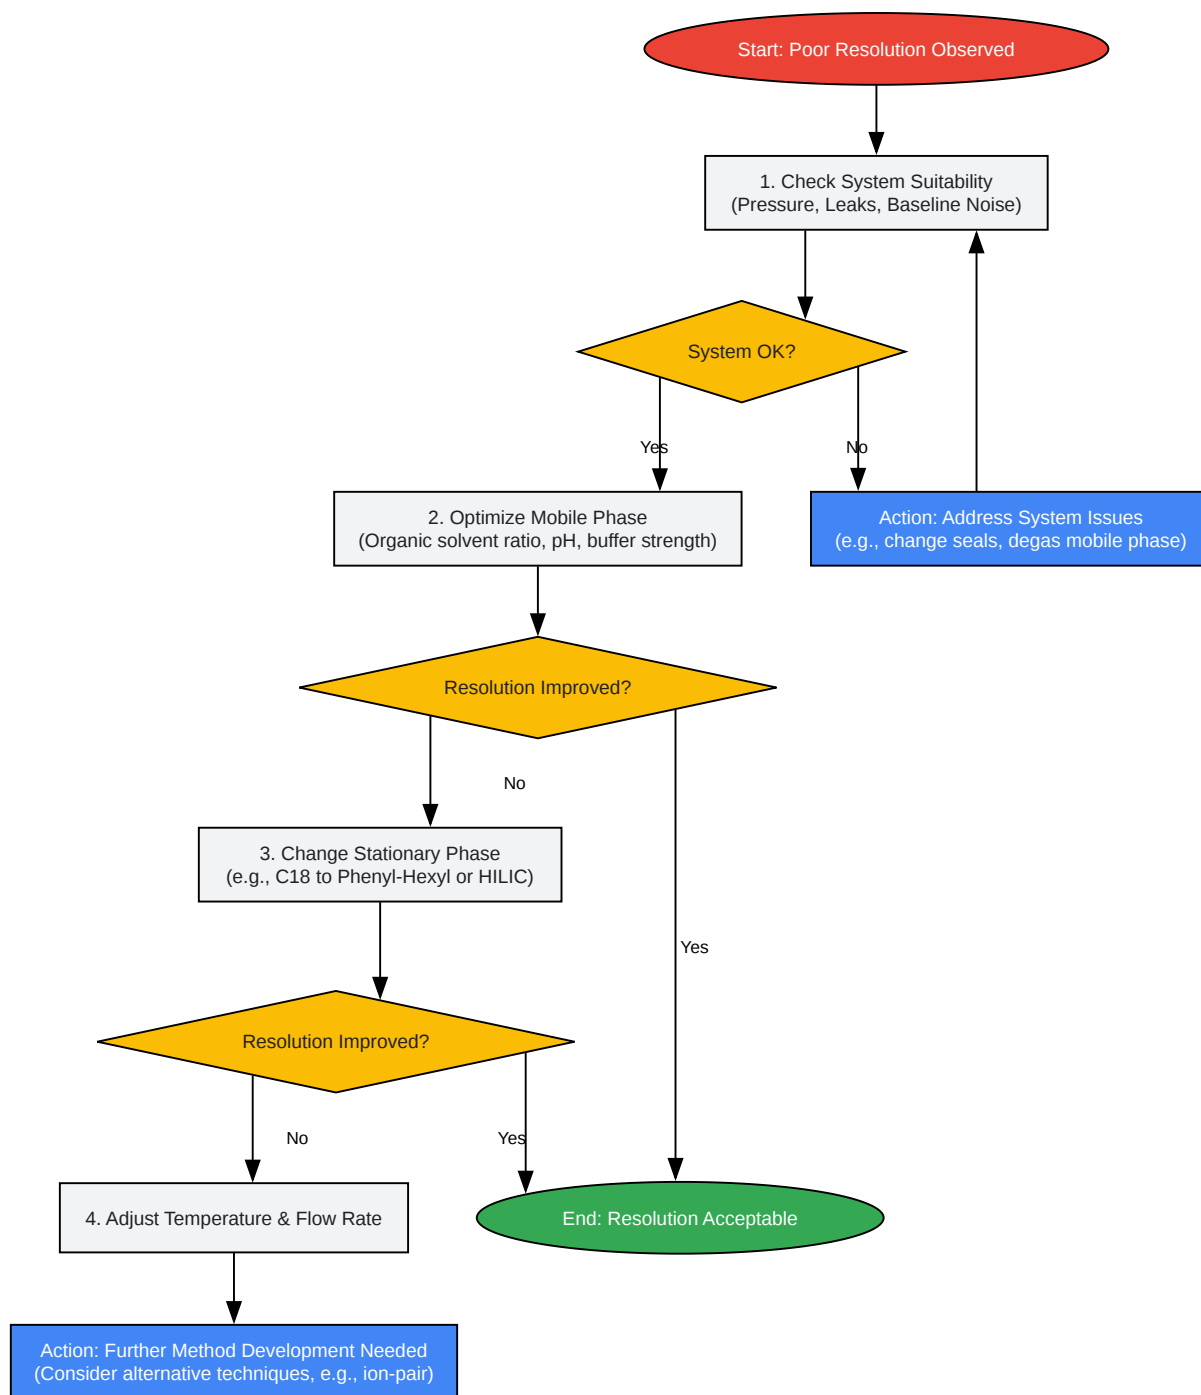 Start: Poor Resolution Observed
1. Check System Suitability
(Pressure, Leaks, Baseline Noise)
System OK?
Yes
No
2. Optimize Mobile Phase
(Organic solvent ratio, pH, buffer strength)
Action: Address System Issues
(e.g., change seals, degas mobile phase)
Resolution Improved?
No
3. Change Stationary Phase
(e.g., C18 to Phenyl-Hexyl or HILIC)
Yes
Resolution Improved?
No
Yes
4. Adjust Temperature & Flow Rate
End: Resolution Acceptable
Action: Further Method Development Needed
(Consider alternative techniques, e.g., ion-pair)